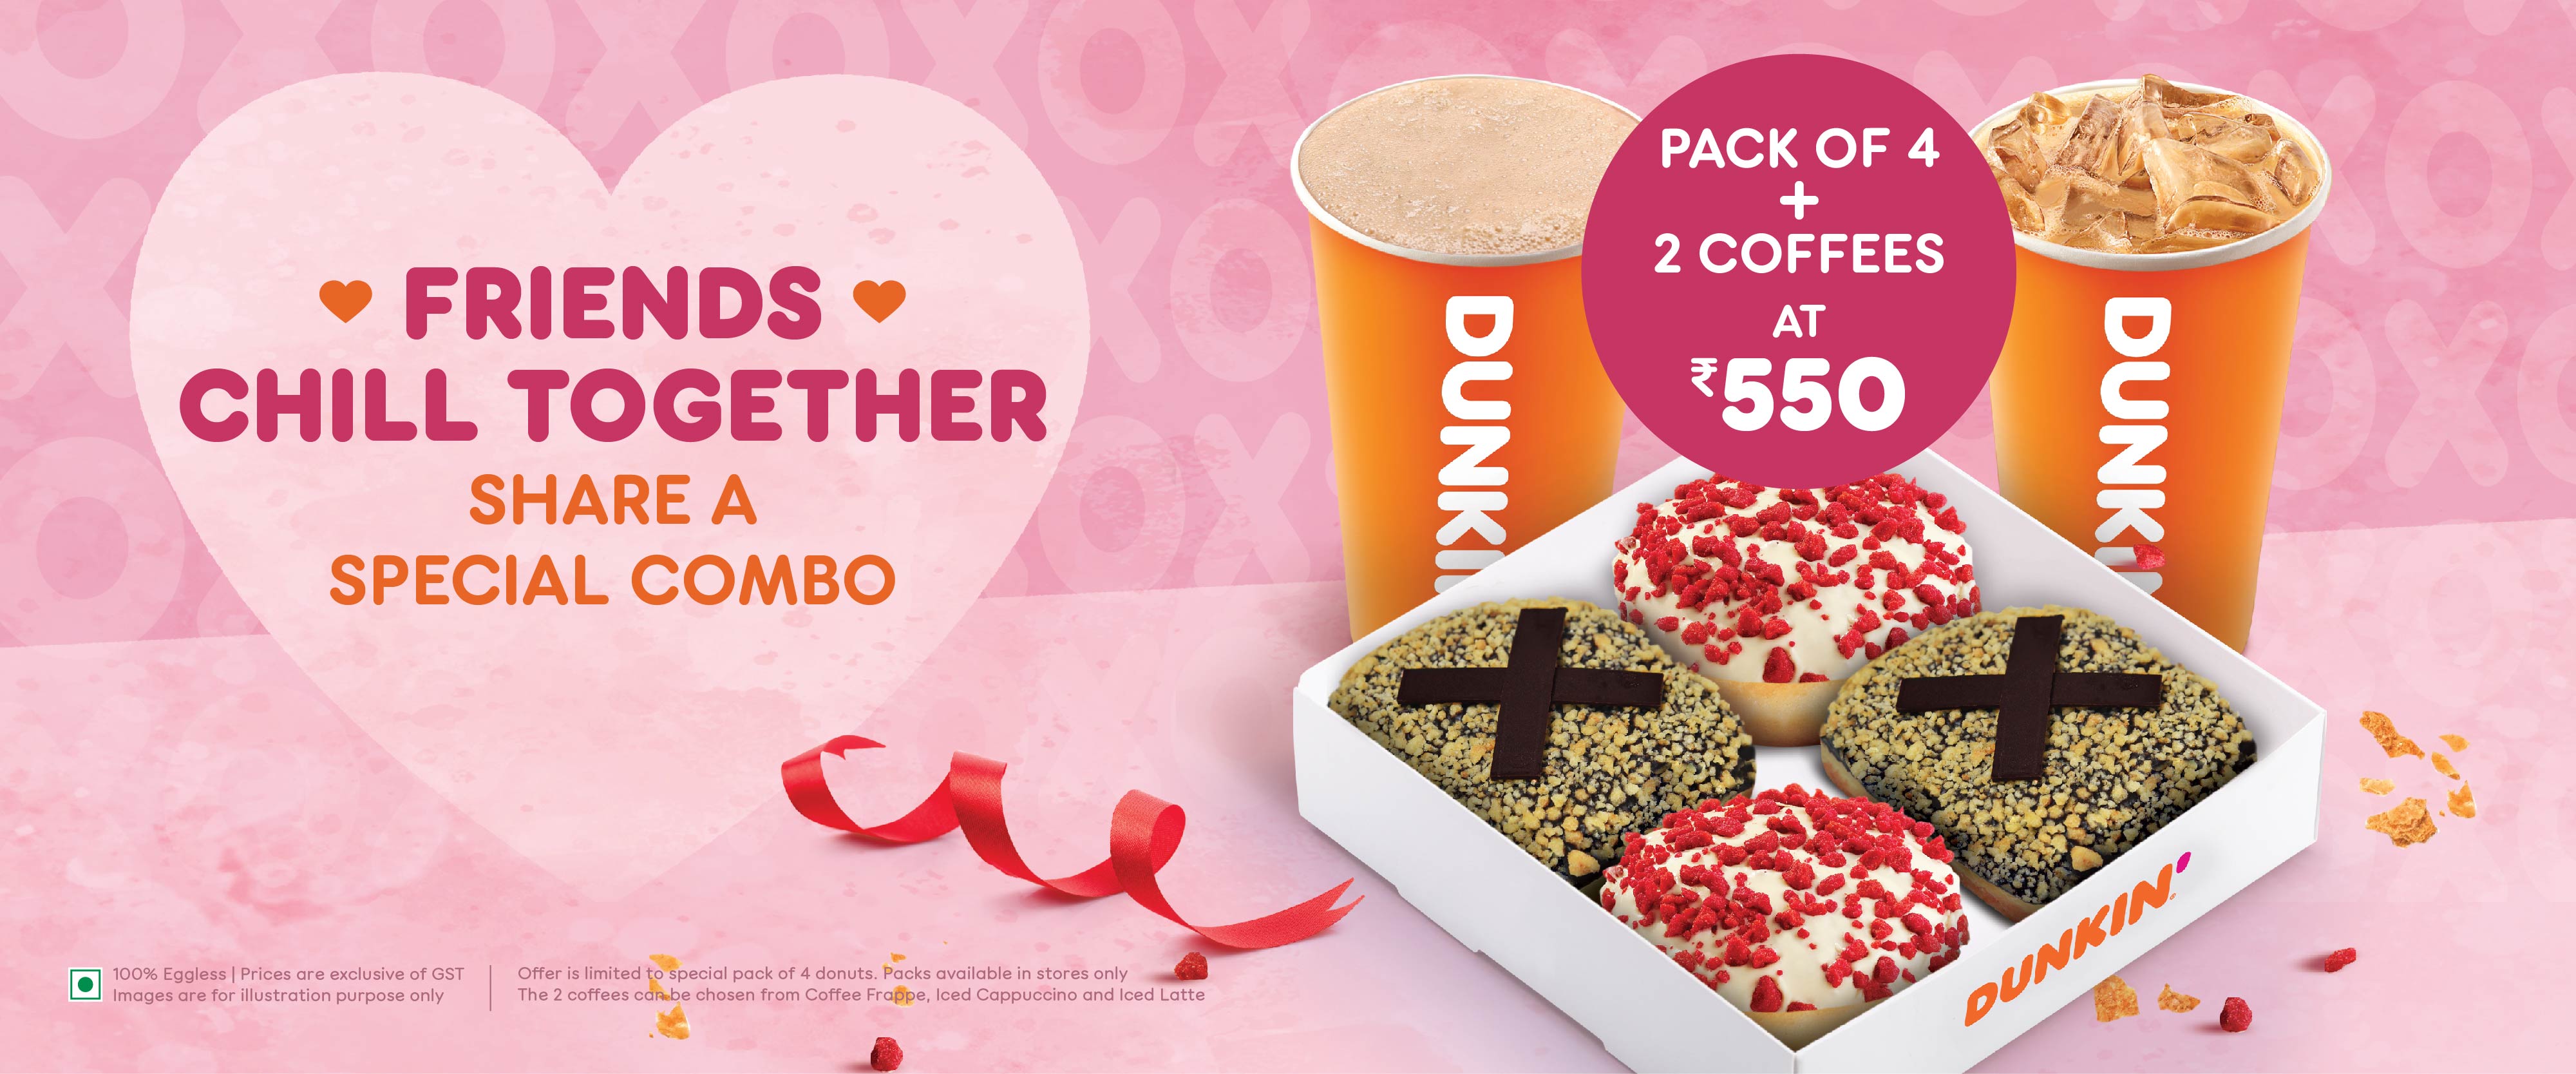 FRIENDS
CHILL TOGETHER
SHARE A
SPECIAL COMBO
PACK OF 4
+
2 COFFEES
AT
₹550
DUNKI
DUNKI
DUNKIN'
100% Eggless | Prices are exclusive of GST
Images are for illustration purpose only
Offer is limited to special pack of 4 donuts. Packs available in stores only
The 2 coffees can be chosen from Coffee Frappe, Iced Cappuccino and Iced Latte